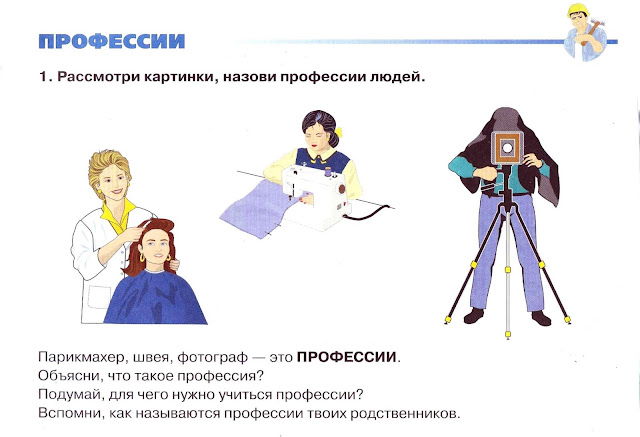 ПРОФЕССИИ
1. Рассмотри картинки, назови профессии людей.
Парикмахер, швея, фотограф — это ПРОФЕССИИ.
Объясни, что такое профессия?
Подумай, для чего нужно учиться профессии?
Вспомни, как называются профессии твоих родственников.